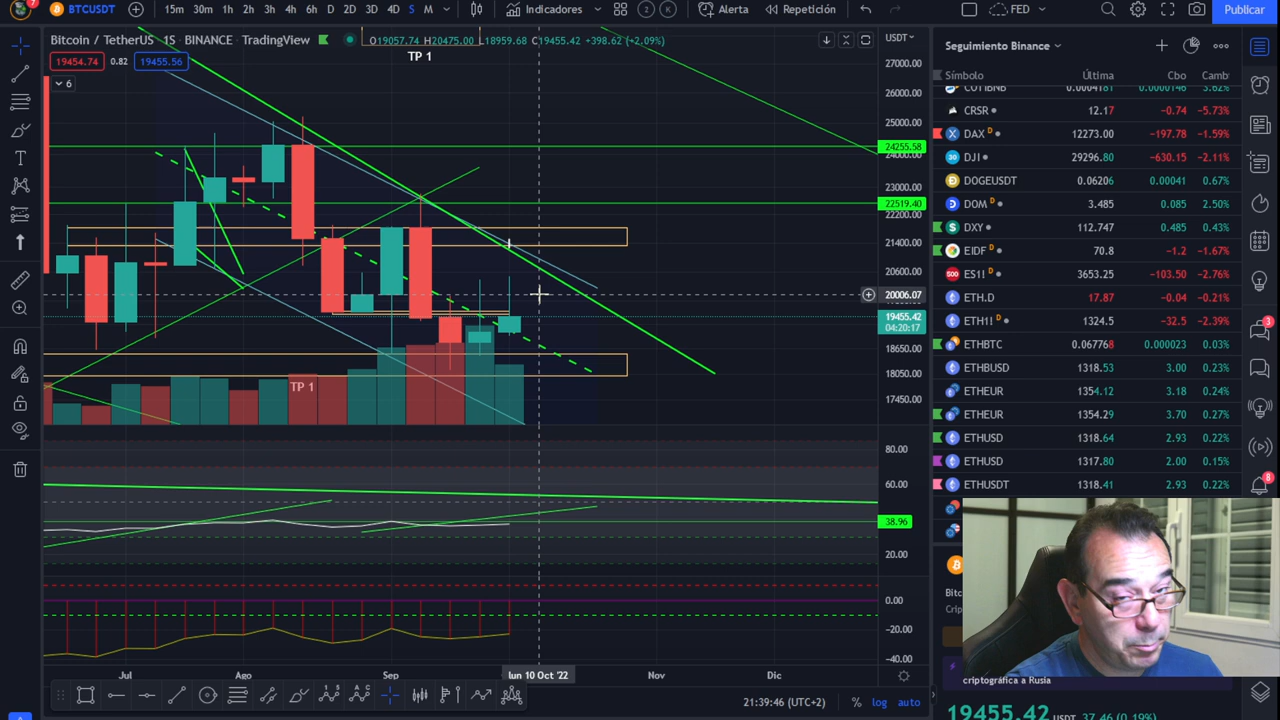 7
BTCUSDT
15m 30m 1h 2h 4h 6h D 2D 3D 4D S M
Indicadores
2 K
Alerta
Repetición
FED
Publicar
Bitcoin / TetherUS 1S BINANCE TradingView
O19057.74 H20475.00 L18959.68 C19455.42 +398.62 (+2.09%)
19454.74 0.82 19455.56
6
TP 1
TP 1
USDT
27000.00
26000.00
25000.00
24255.58
24000.00
23000.00
22519.40
22200.00
21400.00
20600.00
20006.07
19455.42
04:20:17
18650.00
18050.00
17450.00
80.00
60.00
38.96
20.00
0.00
-20.00
-40.00
Jul Ago Sep lun 10 Oct '22 Nov Dic
21:39:46 (UTC+2) % log auto
Seguimiento Binance
Símbolo Última Cbo Camb
COTIBNB 0.0004181 0.0000146 3.62%
CRSR 12.17 −0.74 −5.73%
DAX D 12273.00 −197.78 −1.59%
DJI 29296.80 −630.15 −2.11%
DOGEUSDT 0.06206 0.00041 0.67%
DOM D 3.485 0.085 2.50%
DXY 112.747 0.485 0.43%
EIDF D 70.8 −1.2 −1.67%
ES1! D 3653.25 −103.50 −2.76%
ETH.D 17.87 −0.04 −0.21%
ETH1! D 1324.5 −32.5 −2.39%
ETHBTC 0.067768 0.000023 0.03%
ETHBUSD 1318.53 3.00 0.23%
ETHEUR 1354.12 3.18 0.24%
ETHEUR 1354.29 3.70 0.27%
ETHUSD 1318.64 2.93 0.22%
ETHUSD 1317.80 2.00 0.15%
ETHUSDT 1318.41 2.93 0.22%
3
8
criptográfica a Rusia
19455.42 USDT 37.46 (0.19%)